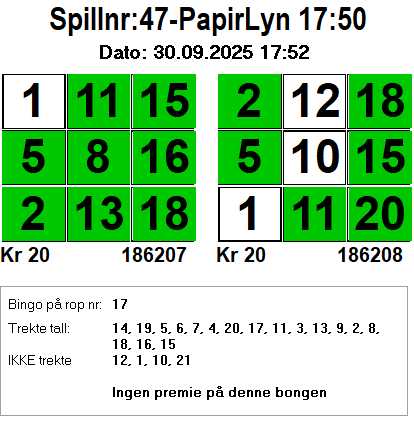 Spillnr:47-PapirLyn 17:50
Dato: 30.09.2025 17:52
1 11 15
5 8 16
2 13 18
Kr 20 186207
2 12 18
5 10 15
1 11 20
Kr 20 186208
Bingo på rop nr: 17
Trekte tall: 14, 19, 5, 6, 7, 4, 20, 17, 11, 3, 13, 9, 2, 8,
18, 16, 15
IKKE trekte 12, 1, 10, 21
Ingen premie på denne bongen